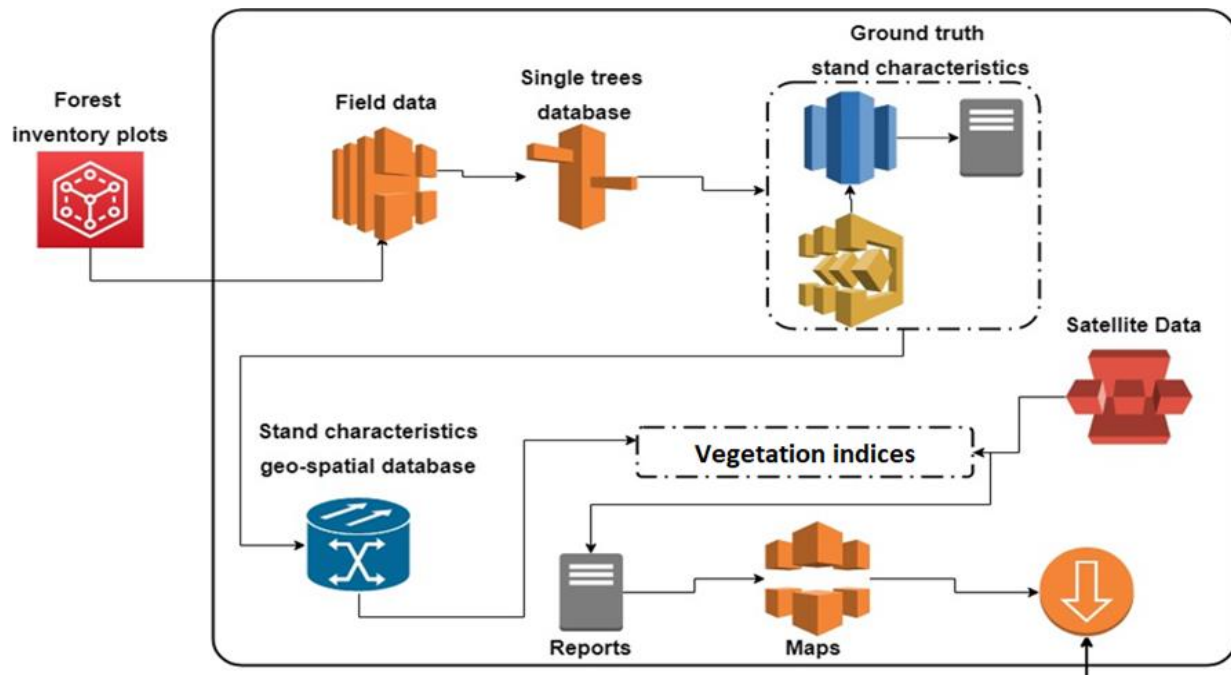 Forest
inventory plots
Field data
Single trees
database
Ground truth
stand characteristics
Satellite Data
Stand characteristics
geo-spatial database
Vegetation indices
Reports
Maps